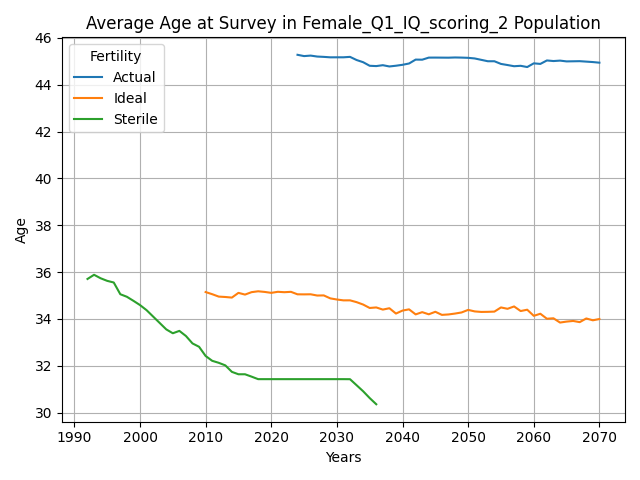 Average Age at Survey in Female_Q1_IQ_scoring_2 Population
46
44
42
40
38
36
34
32
30
Age
Fertility
Actual
Ideal
Sterile
1990 2000 2010 2020 2030 2040 2050 2060 2070
Years